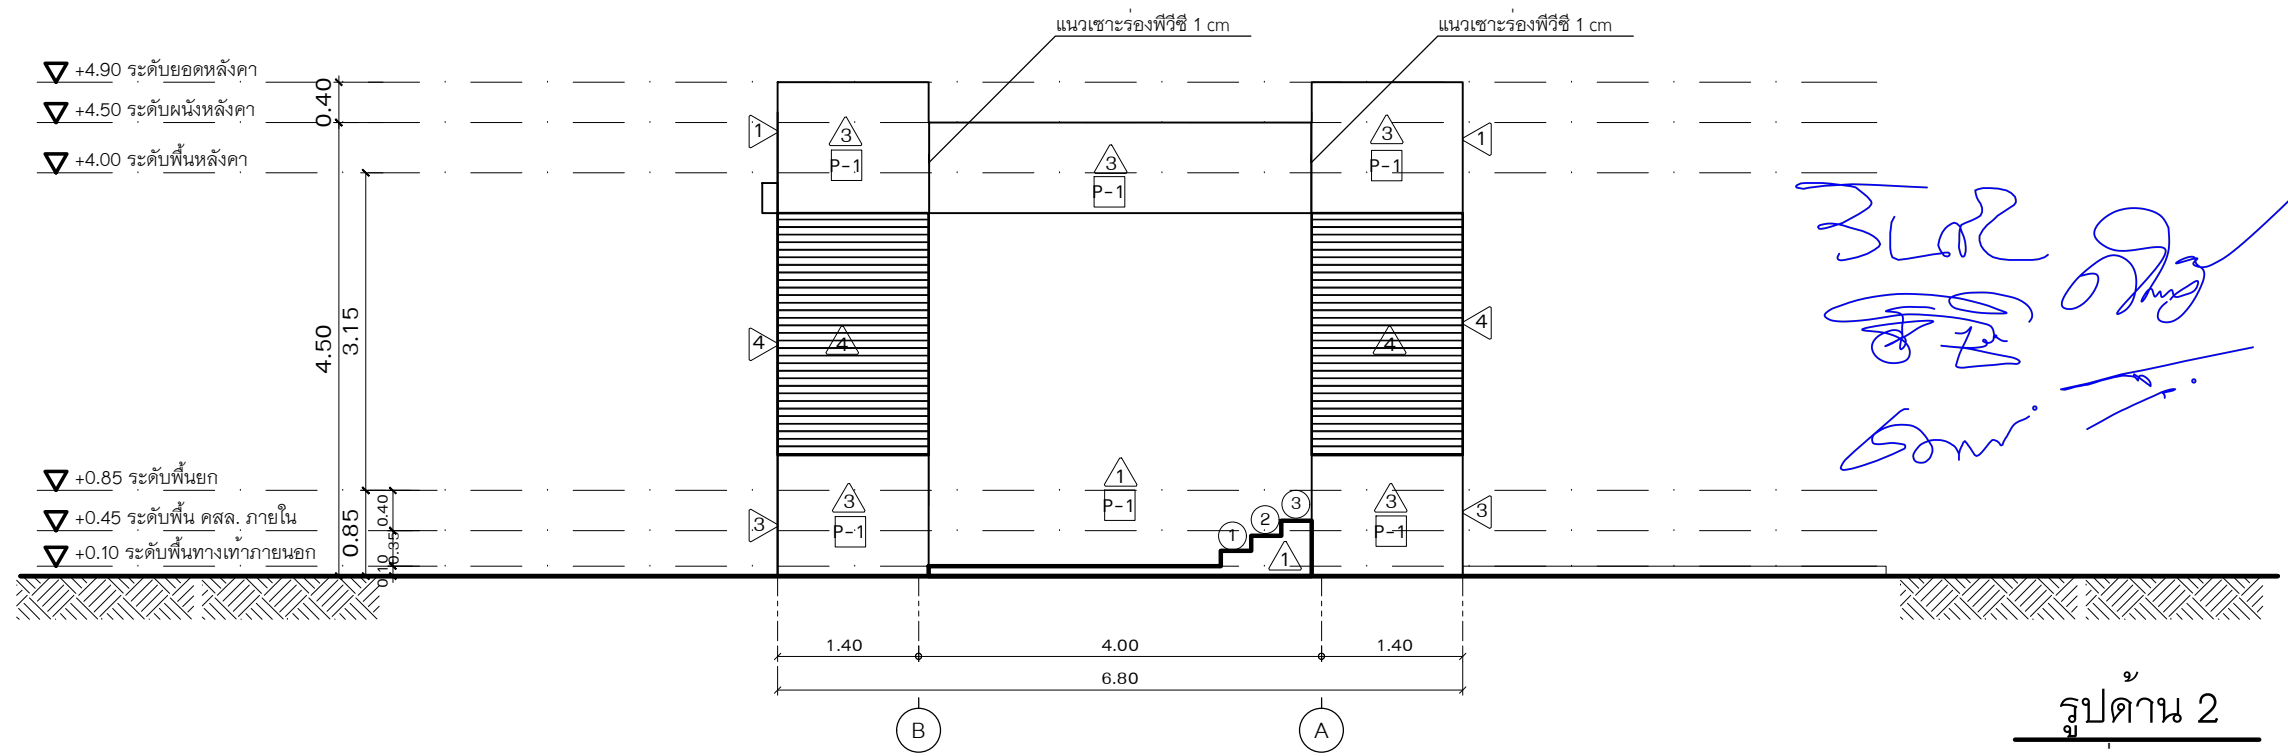 แนวเซาะร่องพีวีซี 1 cm
แนวเซาะร่องพีวีซี 1 cm
+4.90 ระดับยอดหลังคา
+4.50 ระดับผนังหลังคา
+4.00 ระดับพื้นหลังคา
0.40
1
3
P-1
3
P-1
3
P-1
1
4.50
3.15
4
4
4
4
+0.85 ระดับพื้นยก
+0.45 ระดับพื้น คสล. ภายใน
+0.10 ระดับพื้นทางเท้าภายนอก
0.85
0.40
0.35
0.10
3
3
P-1
1
P-1
1
2
3
1
3
P-1
3
1.40
4.00
1.40
6.80
B
A
รูปด้าน 2